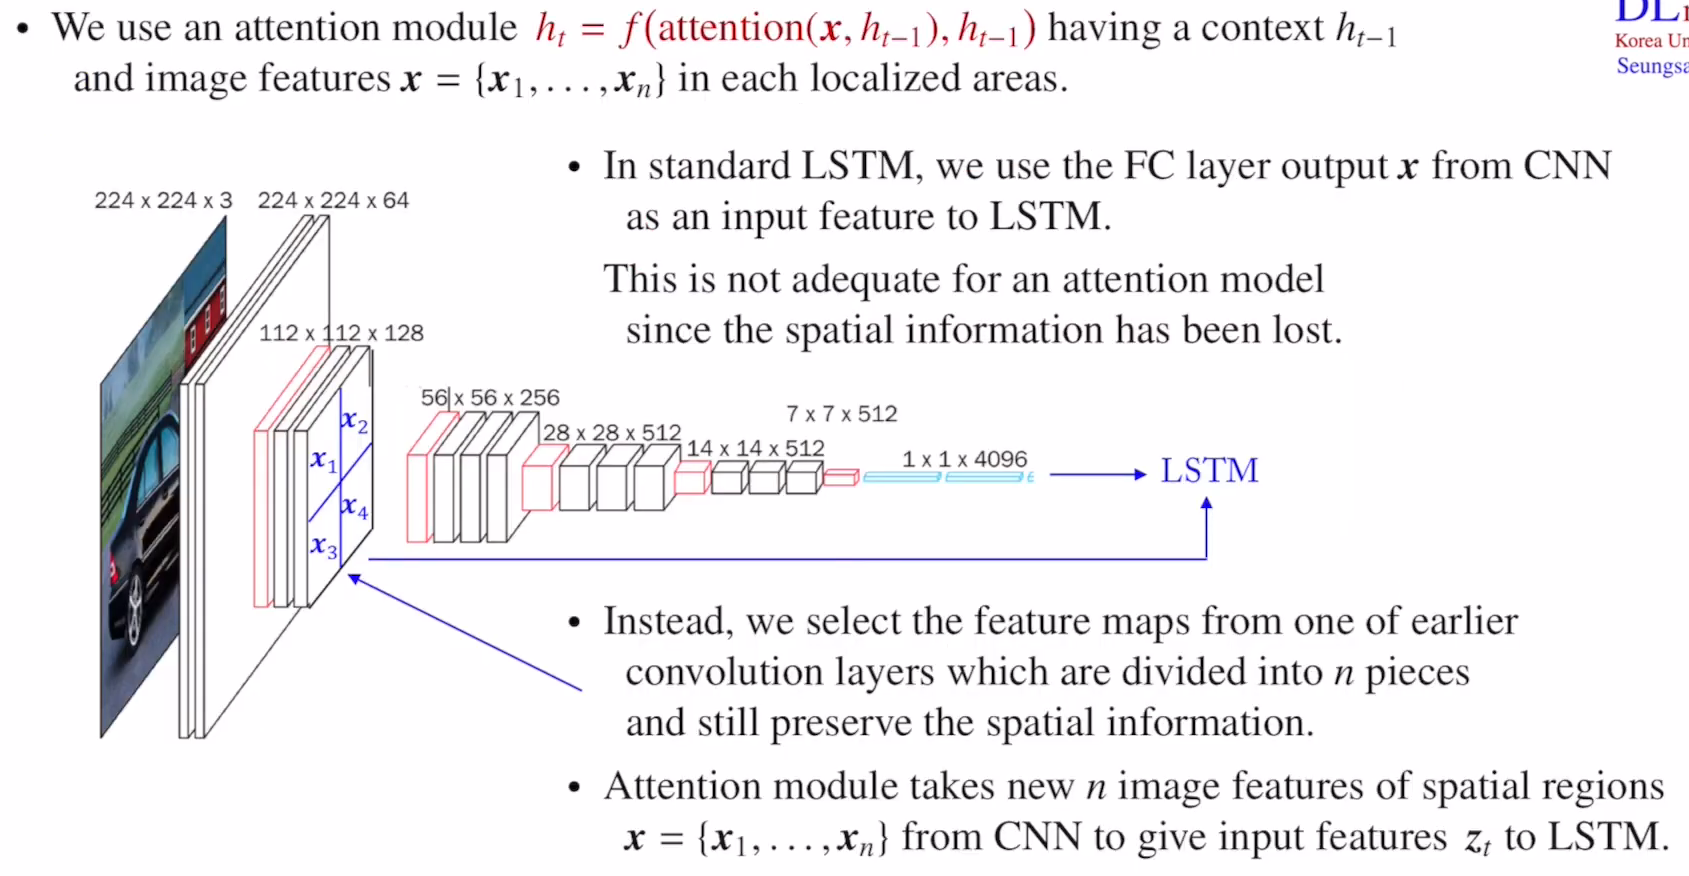 • We use an attention module h_t = f(attention(x, h_{t−1}), h_{t−1}) having a context h_{t−1}
and image features x = {x_1, . . . , x_n} in each localized areas.
Korea
• In standard LSTM, we use the FC layer output x from CNN
as an input feature to LSTM.
This is not adequate for an attention model
since the spatial information has been lost.
224 x 224 x 3
224 x 224 x 64
112 x 112 x 128
56 x 56 x 256
28 x 28 x 512
14 x 14 x 512
7 x 7 x 512
1 x 1 x 4096
LSTM
x_1
x_2
x_3
x_4
• Instead, we select the feature maps from one of earlier
convolution layers which are divided into n pieces
and still preserve the spatial information.
• Attention module takes new n image features of spatial regions
x = {x_1, . . . , x_n} from CNN to give input features z_t to LSTM.